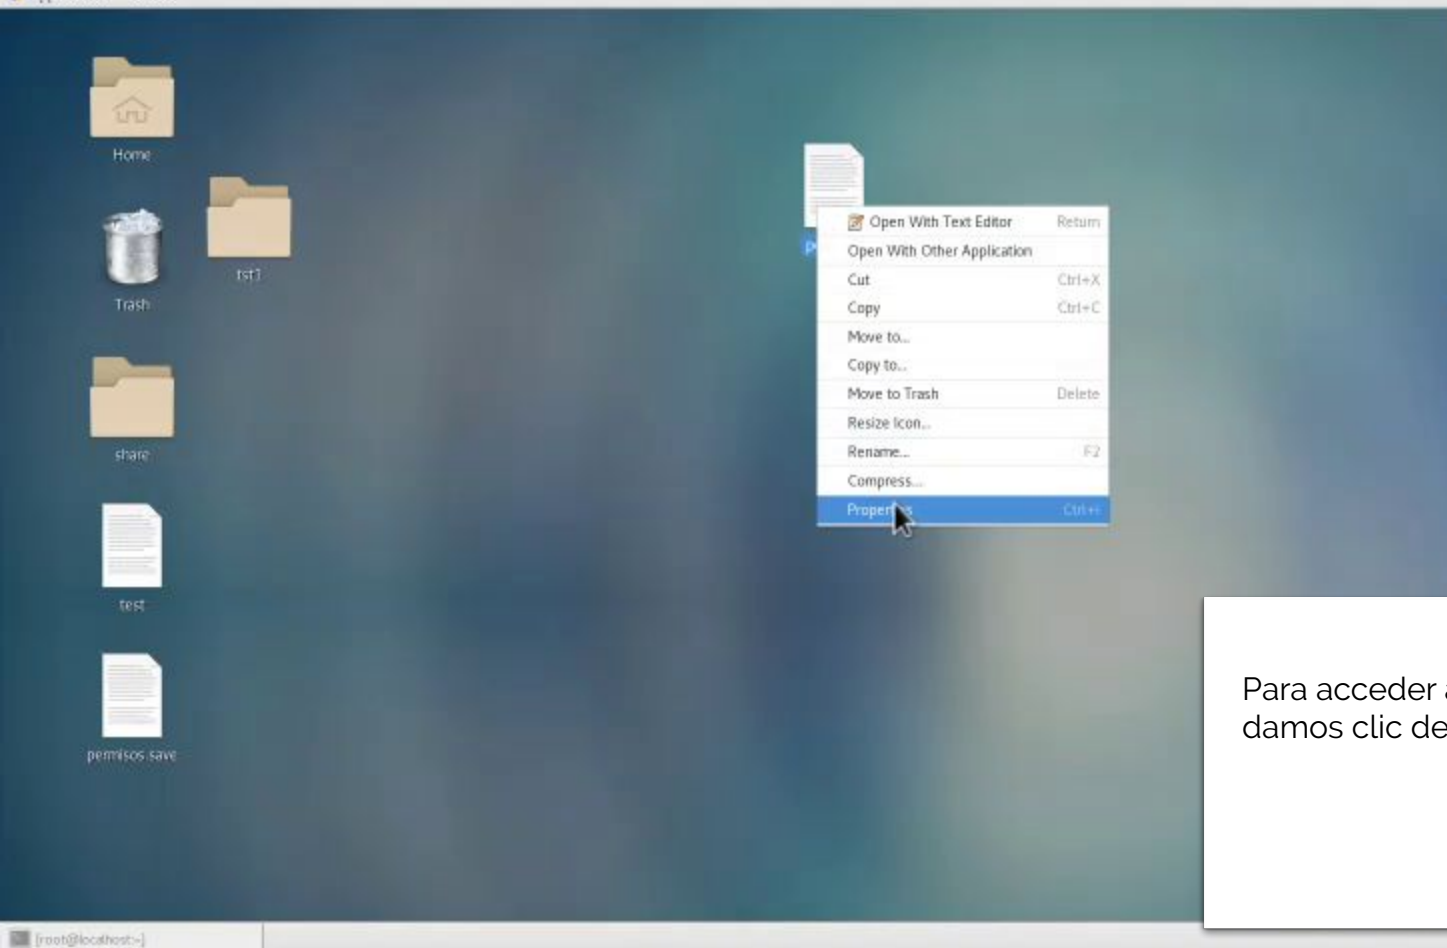 Home
tst1
Trash
share
test
permisos.save
Open With Text Editor Return
Open With Other Application
Cut Ctrl+X
Copy Ctrl+C
Move to...
Copy to...
Move to Trash Delete
Resize Icon...
Rename... F2
Compress...
Ctrl+I
Para acceder
damos clic de
[root@localhost:~]